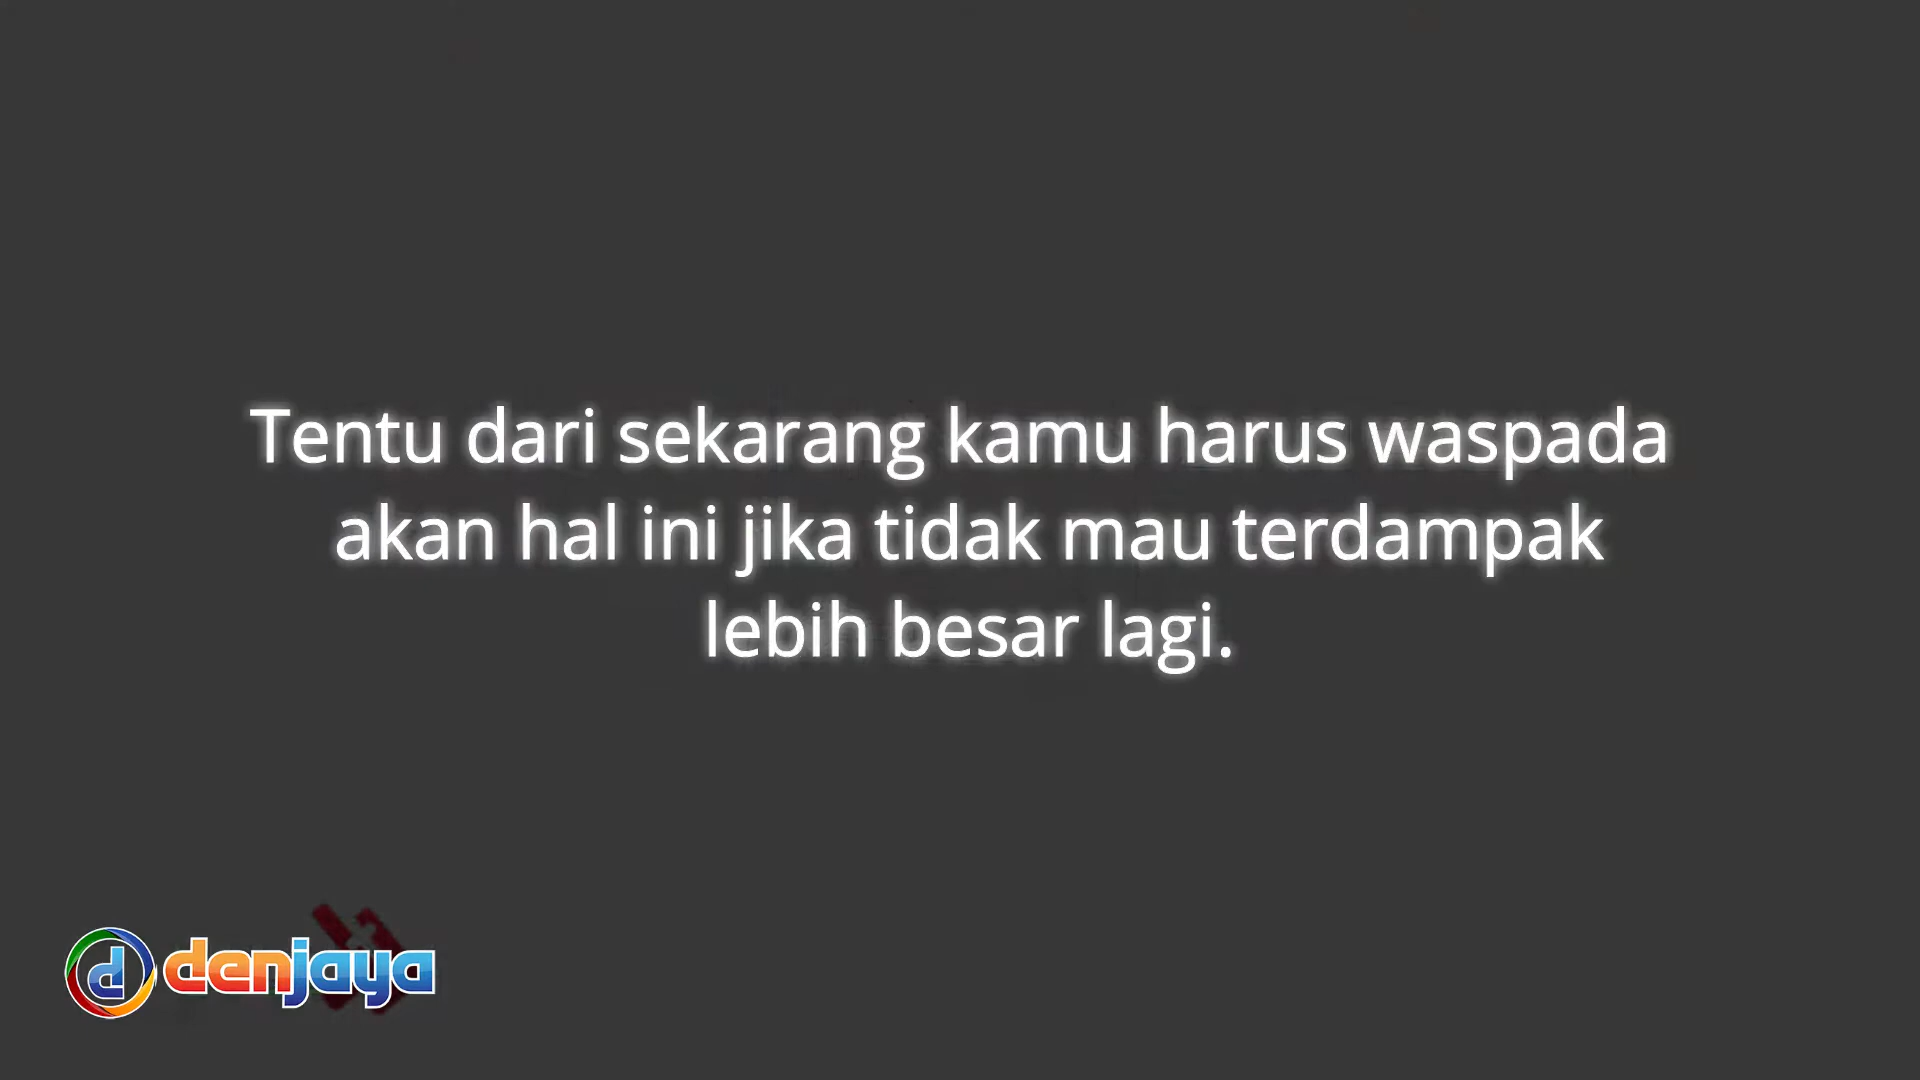 Tentu dari sekarang kamu harus waspada
akan hal ini jika tidak mau terdampak
lebih besar lagi.
d denjaya